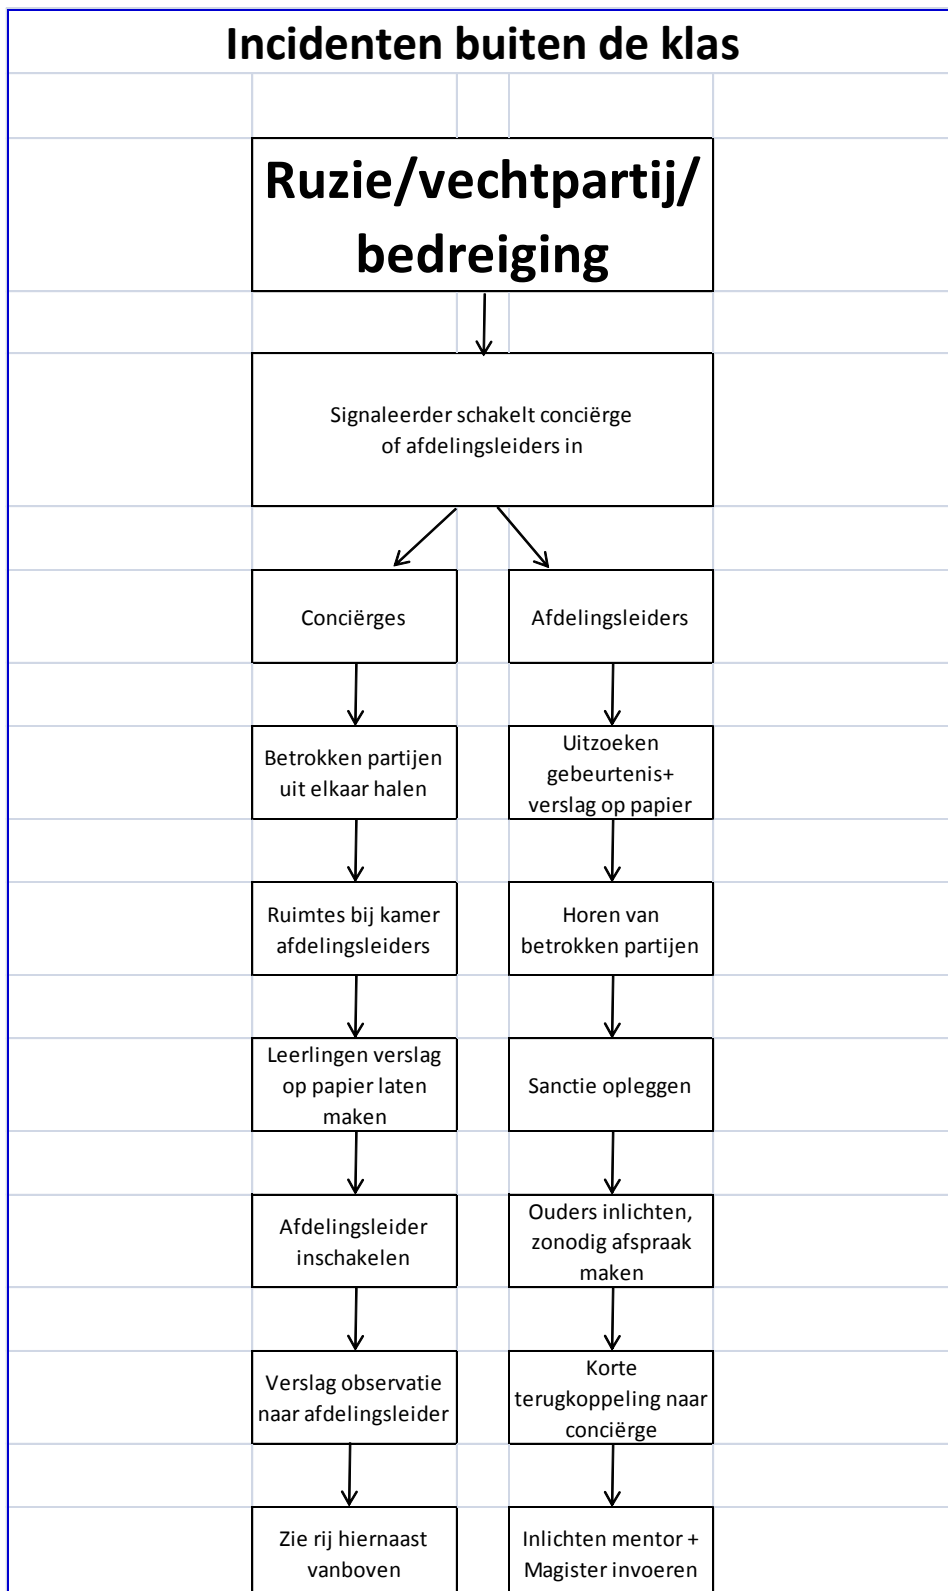 Incidenten buiten de klas
Ruzie/vechtpartij/
bedreiging
Signaleerder schakelt conciërge
of afdelingsleiders in
Conciërges
Afdelingsleiders
Betrokken partijen
uit elkaar halen
Uitzoeken
gebeurtenis+
verslag op papier
Ruimtes bij kamer
afdelingsleiders
Horen van
betrokken partijen
Leerlingen verslag
op papier laten
maken
Sanctie opleggen
Afdelingsleider
inschakelen
Ouders inlichten,
zonodig afspraak
maken
Verslag observatie
naar afdelingsleider
Korte
terugkoppeling naar
conciërge
Zie rij hiernaast
vanboven
Inlichten mentor +
Magister invoeren